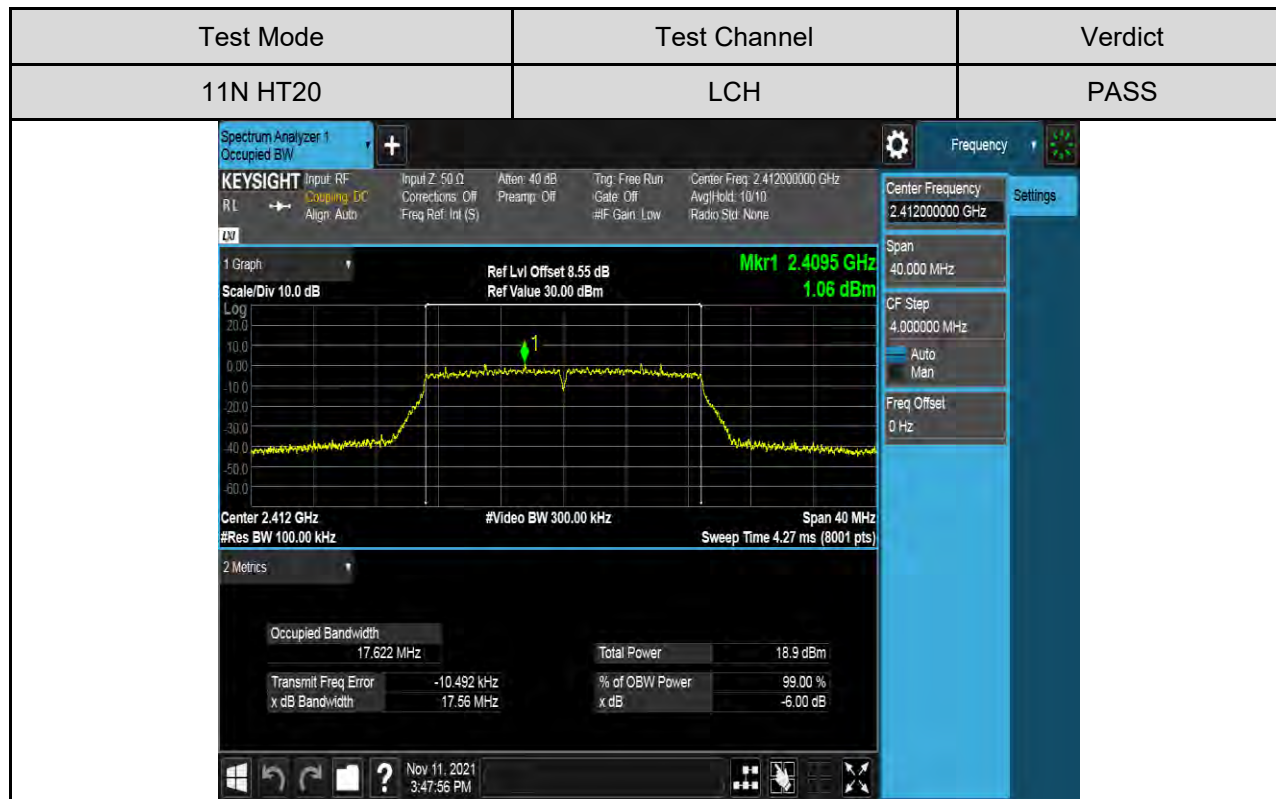 Test Mode Test Channel Verdict
11N HT20 LCH PASS
Spectrum Analyzer 1
Occupied BW
+
Frequency
KEYSIGHT Input: RF Input Z: 50 Ω Atten: 40 dB Trig: Free Run Center Freq: 2.412000000 GHz
RL Coupling: DC Corrections: Off Preamp: Off Gate: Off Avg|Hold: 10/10
Align: Auto Freq Ref: Int (S) #IF Gain: Low Radio Std: None
LXI
Center Frequency
2.412000000 GHz
Settings
Span
40.000 MHz
CF Step
4.000000 MHz
Auto
Man
Freq Offset
0 Hz
1 Graph
Ref Lvl Offset 8.55 dB Mkr1 2.4095 GHz
Scale/Div 10.0 dB Ref Value 30.00 dBm 1.06 dBm
Log
20.0
10.0
0.00
-10.0
-20.0
-30.0
-40.0
-50.0
-60.0
1
Center 2.412 GHz #Video BW 300.00 kHz Span 40 MHz
#Res BW 100.00 kHz Sweep Time 4.27 ms (8001 pts)
2 Metrics
Occupied Bandwidth
17.622 MHz Total Power 18.9 dBm
Transmit Freq Error -10.492 kHz % of OBW Power 99.00 %
x dB Bandwidth 17.56 MHz x dB -6.00 dB
? Nov 11, 2021
3:47:56 PM